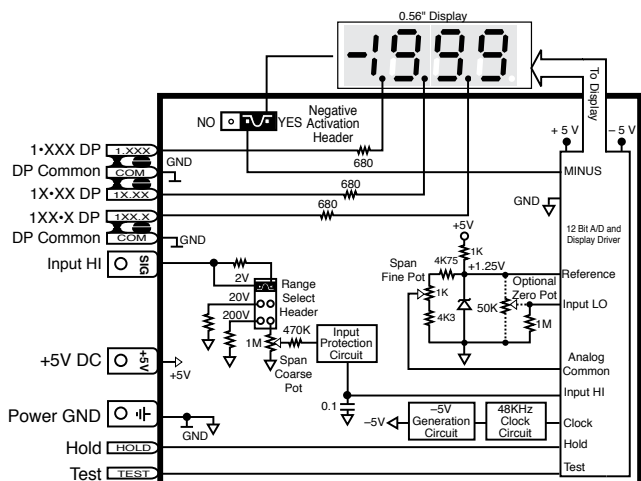 0.56" Display
-1.8.8.8.
To Display
NO
YES
Negative
Activation
Header
+ 5 V
– 5 V
1•XXX DP
1.XXX
DP Common
COM
GND
680
MINUS
1X•XX DP
1X.XX
680
1XX•X DP
1XX.X
680
GND
DP Common
COM
GND
12 Bit A/D and
Display Driver
+5V
1K
Input HI
SIG
4K75
+1.25V
Reference
Span
Fine Pot
1K
Optional
Zero Pot
50K
Input LO
4K3
1M
2V
20V
200V
Range
Select
Header
470K
1M
Span
Coarse
Pot
Input
Protection
Circuit
+5V DC
+5V
+5V
Analog
Common
Input HI
0.1
Power GND
GND
–5V
–5V
Generation
Circuit
48KHz
Clock
Circuit
Clock
Hold
HOLD
Hold
Test
TEST
Test